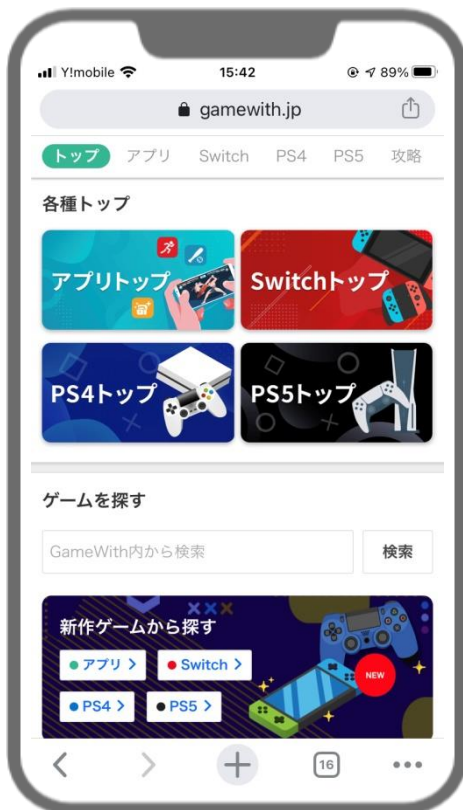 Y!mobile 15:42 89%
gamewith.jp
トップ アプリ Switch PS4 PS5 攻略
各種トップ
アプリトップ Switchトップ
PS4トップ PS5トップ
ゲームを探す
GameWith内から検索 検索
新作ゲームから探す
アプリ > Switch >
NEW
PS4 > PS5 >
16